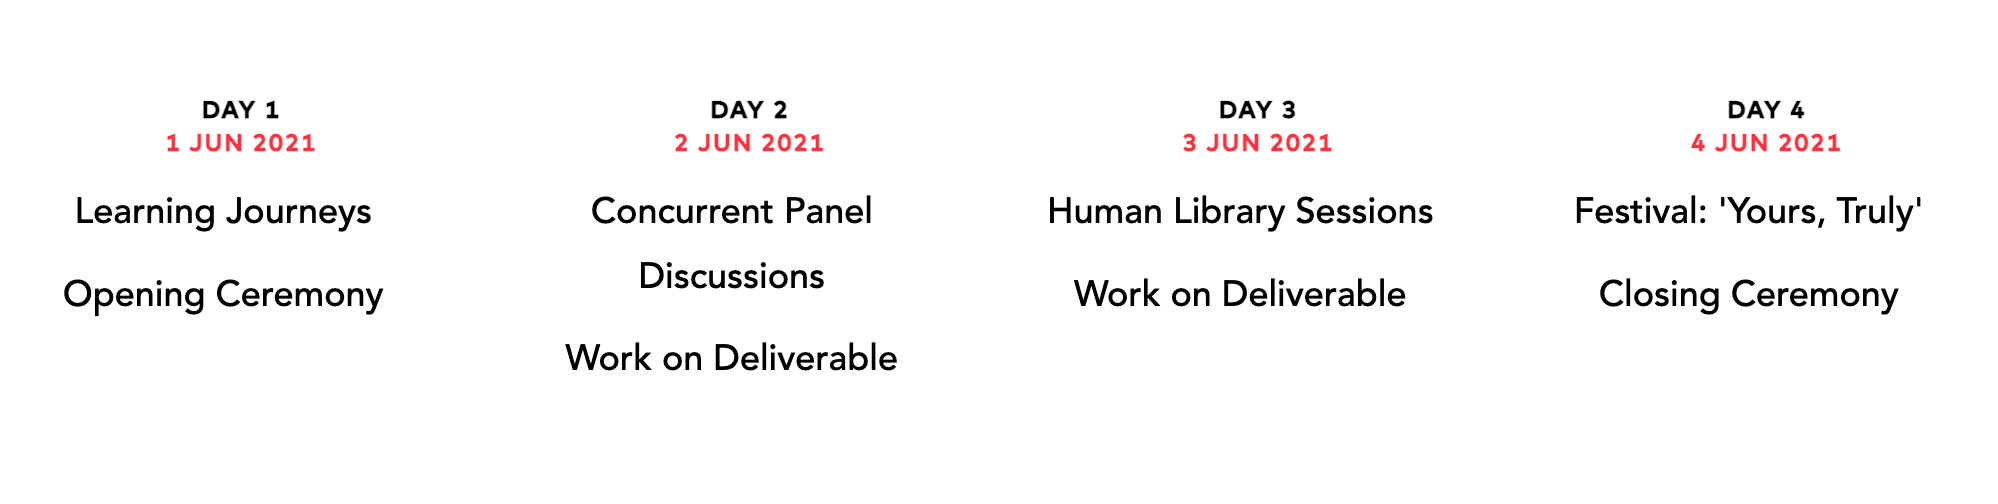 DAY 1
1 JUN 2021
Learning Journeys
Opening Ceremony
DAY 2
2 JUN 2021
Concurrent Panel
Discussions
Work on Deliverable
DAY 3
3 JUN 2021
Human Library Sessions
Work on Deliverable
DAY 4
4 JUN 2021
Festival: 'Yours, Truly'
Closing Ceremony